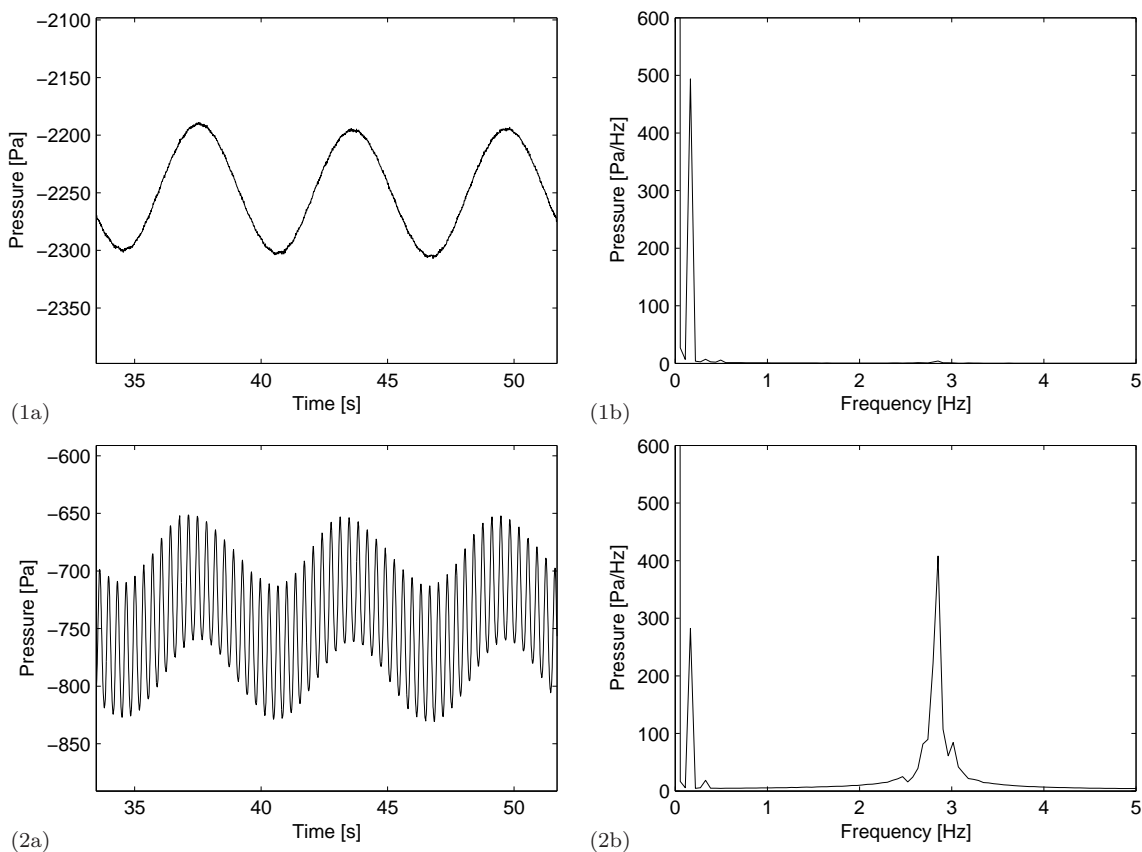 −2100
−2150
−2200
−2250
−2300
−2350
Pressure [Pa]
35 40 45 50
Time [s]
(1a)
600
500
400
300
200
100
0
Pressure [Pa/Hz]
0 1 2 3 4 5
Frequency [Hz]
(1b)
−600
−650
−700
−750
−800
−850
Pressure [Pa]
35 40 45 50
Time [s]
(2a)
600
500
400
300
200
100
0
Pressure [Pa/Hz]
0 1 2 3 4 5
Frequency [Hz]
(2b)